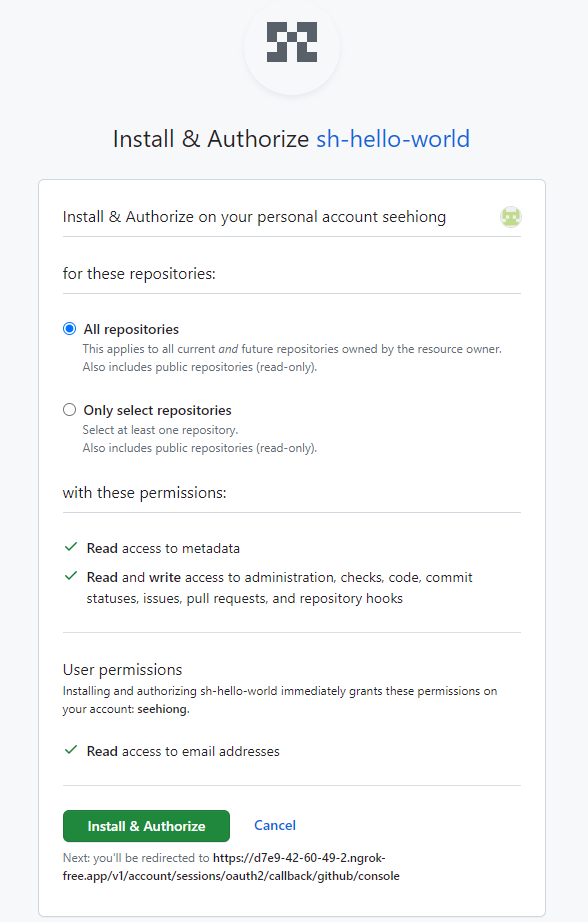 Install & Authorize sh-hello-world
Install & Authorize on your personal account seehiong
for these repositories:
All repositories
This applies to all current and future repositories owned by the resource owner.
Also includes public repositories (read-only).
Only select repositories
Select at least one repository.
Also includes public repositories (read-only).
with these permissions:
Read access to metadata
Read and write access to administration, checks, code, commit
statuses, issues, pull requests, and repository hooks
User permissions
Installing and authorizing sh-hello-world immediately grants these permissions on
your account: seehiong.
Read access to email addresses
Install & Authorize Cancel
Next: you'll be redirected to https://d7e9-42-60-49-2.ngrok-
free.app/v1/account/sessions/oauth2/callback/github/console